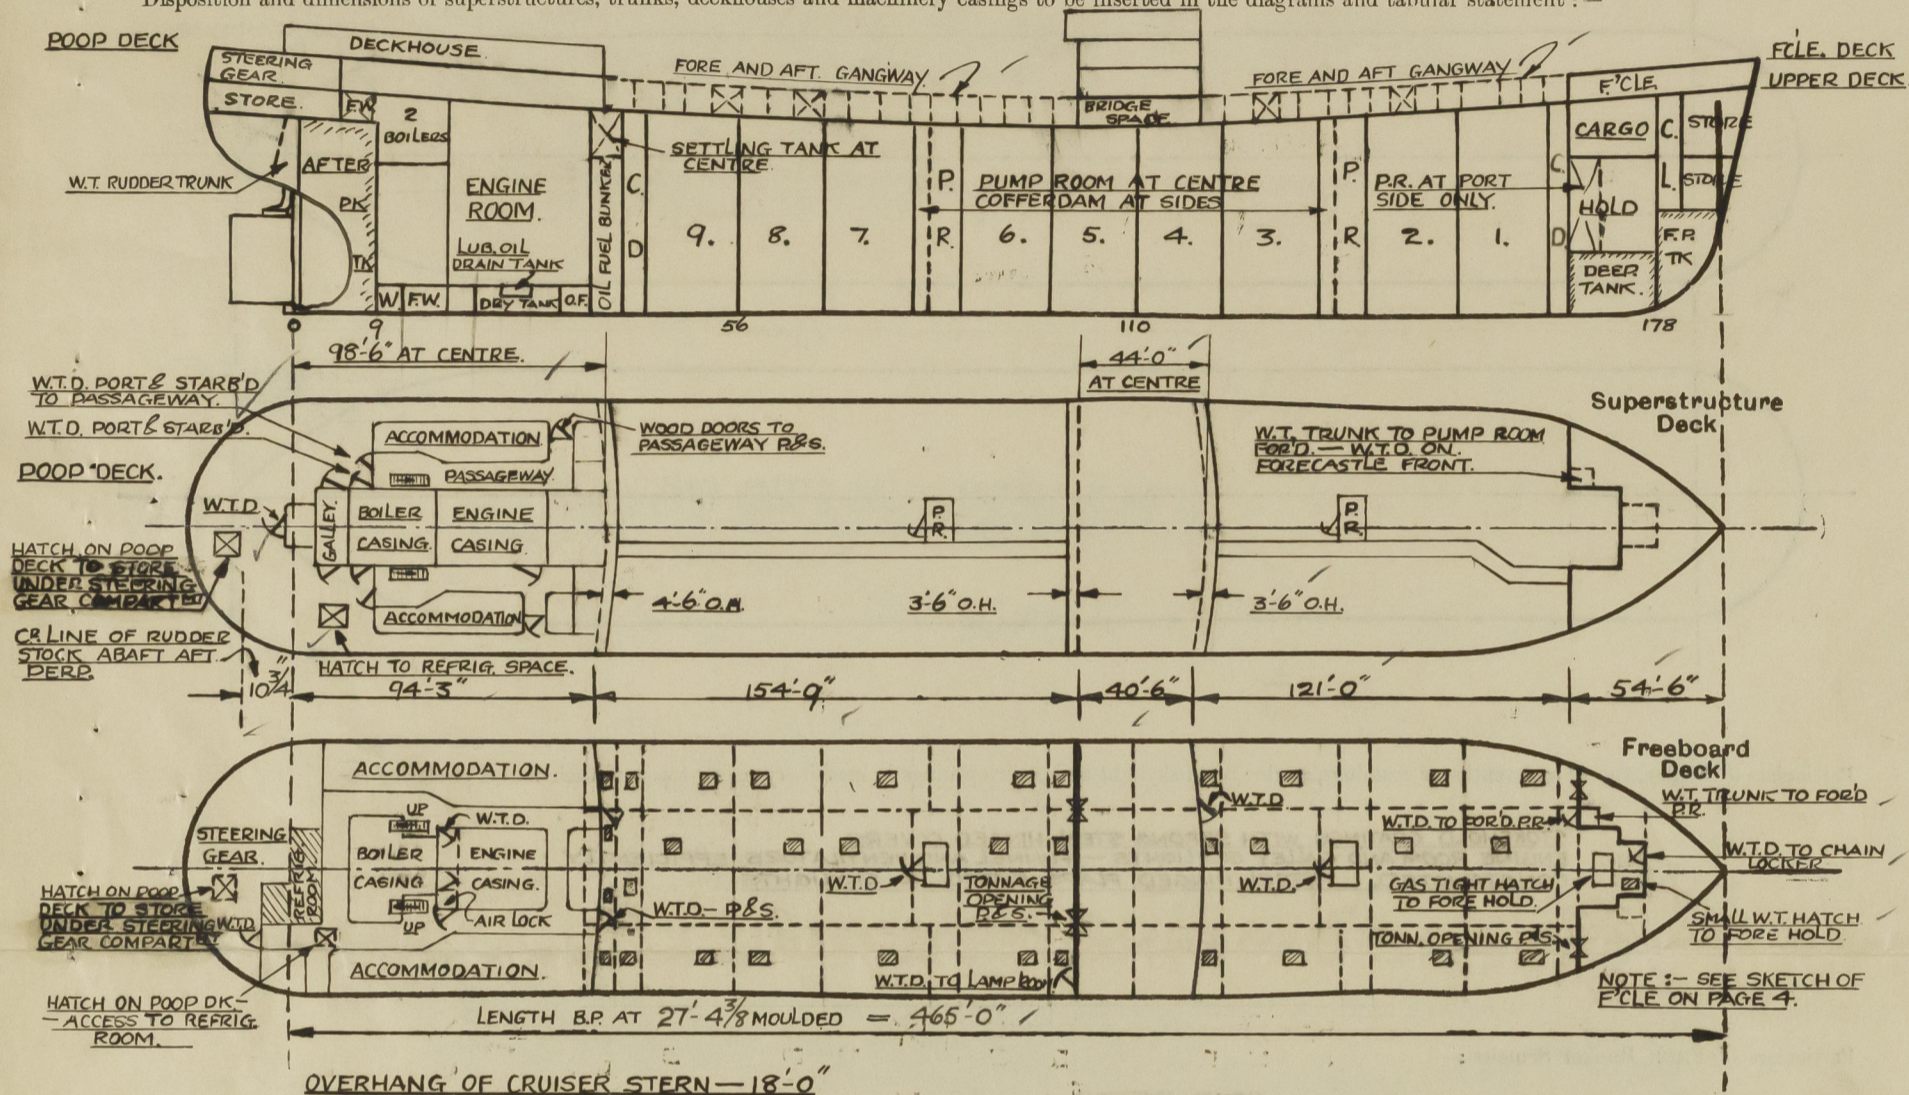 Disposition and dimensions of superstructures, trunks, deckhouses and machinery casings to be inserted in the diagrams and tabular statement :—
POOP DECK
DECKHOUSE
STEERING
GEAR.
STORE.
F.W.
2
BOILERS
AFTER
PK
TK
W.T. RUDDER TRUNK
ENGINE
ROOM.
LUB. OIL
DRAIN TANK
W.
F.W.
DRY TANK
O.F.
OIL FUEL BUNKER
C.
D
FORE AND AFT. GANGWAY
SETTLING TANK AT
CENTRE.
9.
8.
7.
P.
R.
PUMP ROOM AT CENTRE
COFFERDAM AT SIDES
6.
5.
4.
3.
BRIDGE
SPACE.
FORE AND AFT GANGWAY
P.
R
P.R. AT PORT
SIDE ONLY.
2.
1.
C.
D.
F'CLE.
CARGO
HOLD
DEEP
TANK.
C.
L.
STORE
STORE
F.P.
TK
F'CLE. DECK
UPPER DECK.
0
9
56
110
178
98'-6" AT CENTRE.
44'-0"
AT CENTRE
W.T.D. PORT & STARB'D
TO PASSAGEWAY.
W.T.D. PORT & STARB'D.
POOP DECK.
W.T.D.
HATCH ON POOP
DECK TO STORE
UNDER STEERING
GEAR COMPARTMT
ACCOMMODATION.
PASSAGEWAY.
GALLEY.
BOILER
CASING.
ENGINE
CASING.
ACCOMMODATION
WOOD DOORS TO
PASSAGEWAY P.&S.
P.
R.
P.
R.
W.T. TRUNK TO PUMP ROOM
FOR'D. — W.T.D. ON.
FORECASTLE FRONT.
Superstructure
Deck
4'-6" O.H.
3'-6" O.H.
3'-6" O.H.
CR. LINE OF RUDDER
STOCK ABAFT AFT.
PERP.
HATCH TO REFRIG. SPACE.
10 3/4"
94'-3"
154'-9"
40'-6"
121'-0"
54'-6"
Freeboard
Deck
ACCOMMODATION.
STEERING
GEAR.
REFRIG.
ROOM.
UP
W.T.D.
BOILER
CASING
ENGINE
CASING.
AIR LOCK
UP
W.T.D.
ACCOMMODATION.
HATCH ON POOP
DECK TO STORE
UNDER STEERING
GEAR COMPARTMT
W.T.D.- P.&S.
W.T.D
TONNAGE
OPENING
P.&S.
W.T.D. TO LAMP ROOM
W.T.D
W.T.D.
W.T.D. TO FOR'D. P.R.
GAS TIGHT HATCH
TO FORE HOLD.
TONN. OPENING P.&S.
W.T. TRUNK TO FOR'D
P.R.
W.T.D. TO CHAIN
LOCKER
SMALL W.T. HATCH
TO FORE HOLD
NOTE :- SEE SKETCH OF
F'CLE ON PAGE 4.
HATCH ON POOP DK-
-ACCESS TO REFRIG.
ROOM.
LENGTH B.P. AT 27'-4 3/8 MOULDED = 465'-0"
OVERHANG OF CRUISER STERN — 18'-0"